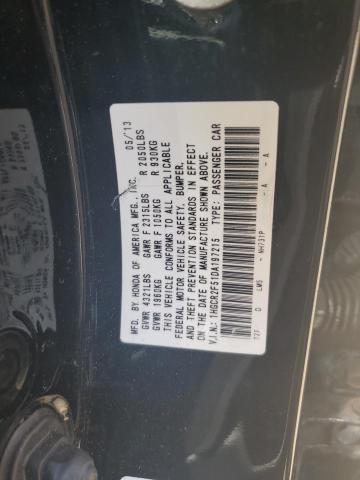 MFD. BY HONDA OF AMERICA MFG., INC. 05/13
GVWR 4321LBS GAWR F 2315LBS R 2050LBS
GVWR 1960KG GAWR F 1050KG R 930KG
THIS VEHICLE CONFORMS TO ALL APPLICABLE
FEDERAL MOTOR VEHICLE SAFETY, BUMPER,
AND THEFT PREVENTION STANDARDS IN EFFECT
ON THE DATE OF MANUFACTURE SHOWN ABOVE.
V.I.N.: 1HGCR2F51DA197215 TYPE: PASSENGER CAR
D A - A